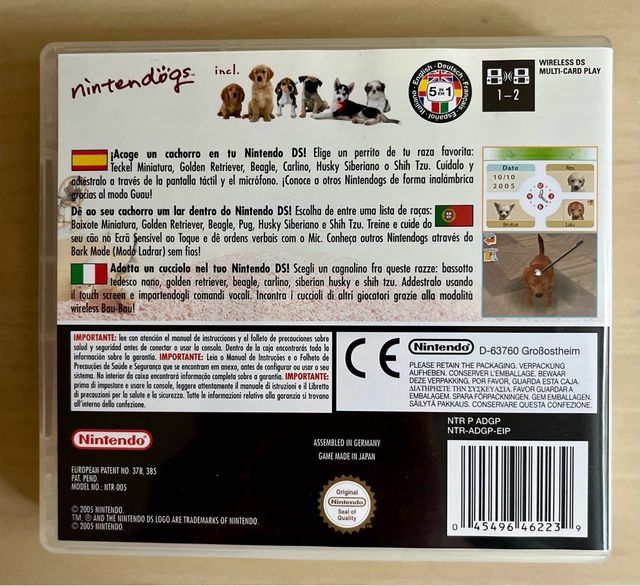 nintendogs™
incl.
English · Deutsch · Français · Español · Italiano
5 IN 1
WIRELESS DS
MULTI-CARD PLAY
1-2
¡Acoge un cachorro en tu Nintendo DS! Elige un perrito de tu raza favorita:
Teckel Miniatura, Golden Retriever, Beagle, Carlino, Husky Siberiano o Shih Tzu. Cuídalo y
adiéstralo a través de la pantalla táctil y el micrófono. ¡Conoce a otros Nintendogs de forma inalámbrica
gracias al modo Guau!
Dê ao seu cachorro um lar dentro do Nintendo DS! Escolha de entre uma lista de raças:
Baixote Miniatura, Golden Retriever, Beagle, Pug, Husky Siberiano e Shih Tzu. Treine e cuide do
seu cão no Ecrã Sensível ao Toque e dê ordens verbais com o Mic. Conheça outros Nintendogs através do
Bark Mode (Modo Ladrar) sem fios!
Adotta un cucciolo nel tuo Nintendo DS! Scegli un cagnolino fra queste razze: bassotto
tedesco nano, golden retriever, beagle, carlino, siberian husky e shih tzu. Addestralo usando
il touch screen e impartendogli comandi vocali. Incontra i cuccioli di altri giocatori grazie alla modalità
wireless Bau-Bau!
Date
10/10
2005
Rex
Brutus
Lulu
IMPORTANTE: lee con atención el manual de instrucciones y el folleto de precauciones sobre
salud y seguridad antes de conectar o usar la consola. Dentro de la caja encontrarás toda la
información sobre la garantía. IMPORTANTE: Leia o Manual de Instruções e o Folheto de
Precauções de Saúde e Segurança que se encontram em anexo, antes de configurar ou usar o seu
sistema. No interior da caixa encontrará informação completa sobre a garantia. IMPORTANTE:
prima di impostare o usare la console, leggere attentamente il manuale di istruzioni e il Libretto
di precauzioni per la salute e la sicurezza. Tutte le informazioni relative alla garanzia si trovano
all'interno della confezione.
CE
Nintendo®
D-63760 Großostheim
PLEASE RETAIN THE PACKAGING. VERPACKUNG
AUFHEBEN. CONSERVER L'EMBALLAGE. BEWAAR
DEZE VERPAKKING. POR FAVOR, GUARDA ESTA CAJA.
ΔΙΑΤΗΡΗΣΤΕ ΤΗΝ ΣΥΣΚΕΥΑΣΙΑ. FAVOR GUARDAR A
EMBALAGEM. SPARA FÖRPACKNINGEN. GEM EMBALLAGEN.
SÄILYTÄ PAKKAUS. CONSERVARE QUESTA CONFEZIONE.
Nintendo®
EUROPEAN PATENT NO. 378, 385
PAT. PEND.
MODEL NO.: NTR-005
© 2005 NINTENDO.
TM, ® AND THE NINTENDO DS LOGO ARE TRADEMARKS OF NINTENDO.
© 2005 NINTENDO.
ASSEMBLED IN GERMANY
GAME MADE IN JAPAN
Original
Nintendo
Seal of
Quality
NTR P ADGP
NTR-ADGP-EIP
0 45496 46223 9